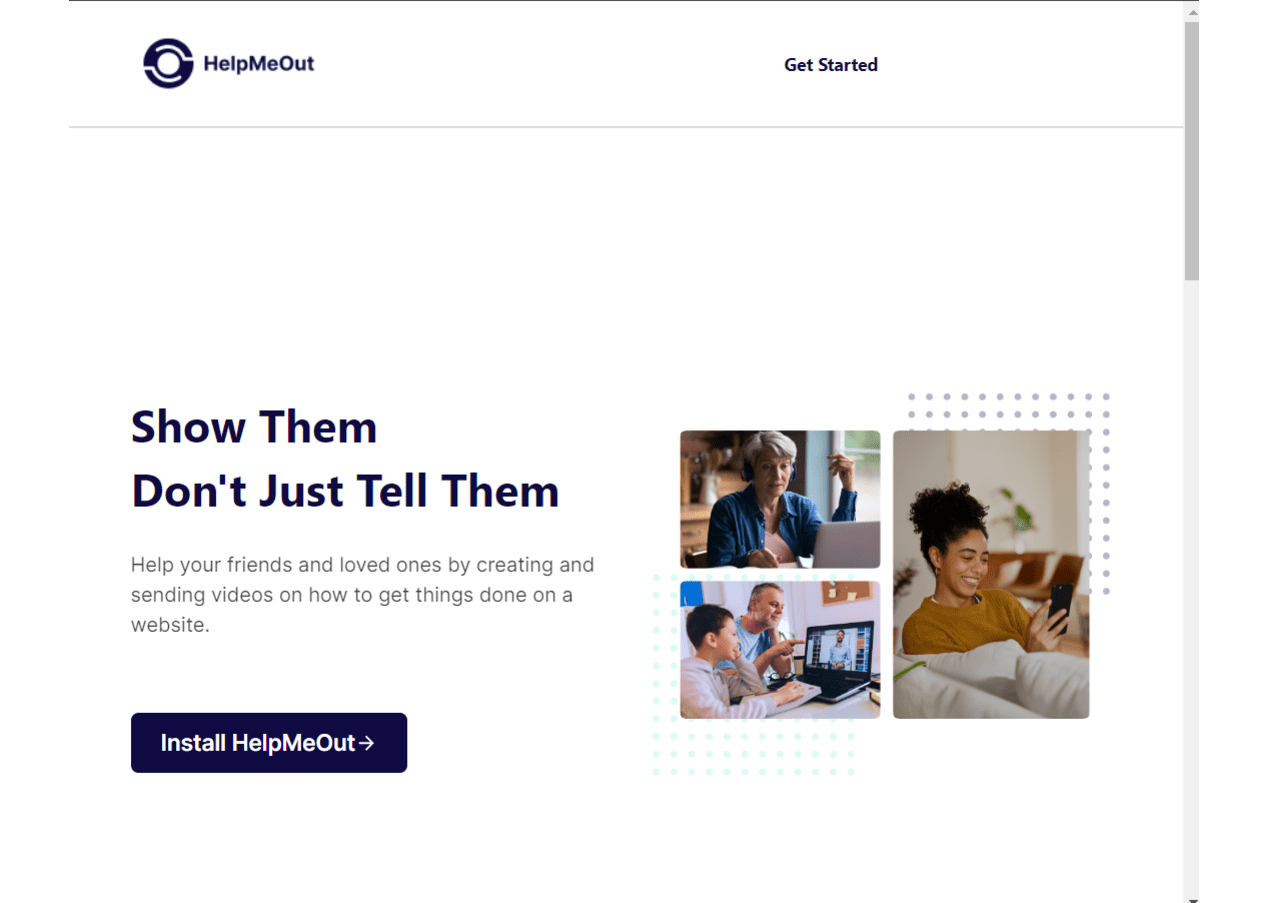 HelpMeOut
Get Started
Show Them
Don't Just Tell Them
Help your friends and loved ones by creating and
sending videos on how to get things done on a
website.
Install HelpMeOut→